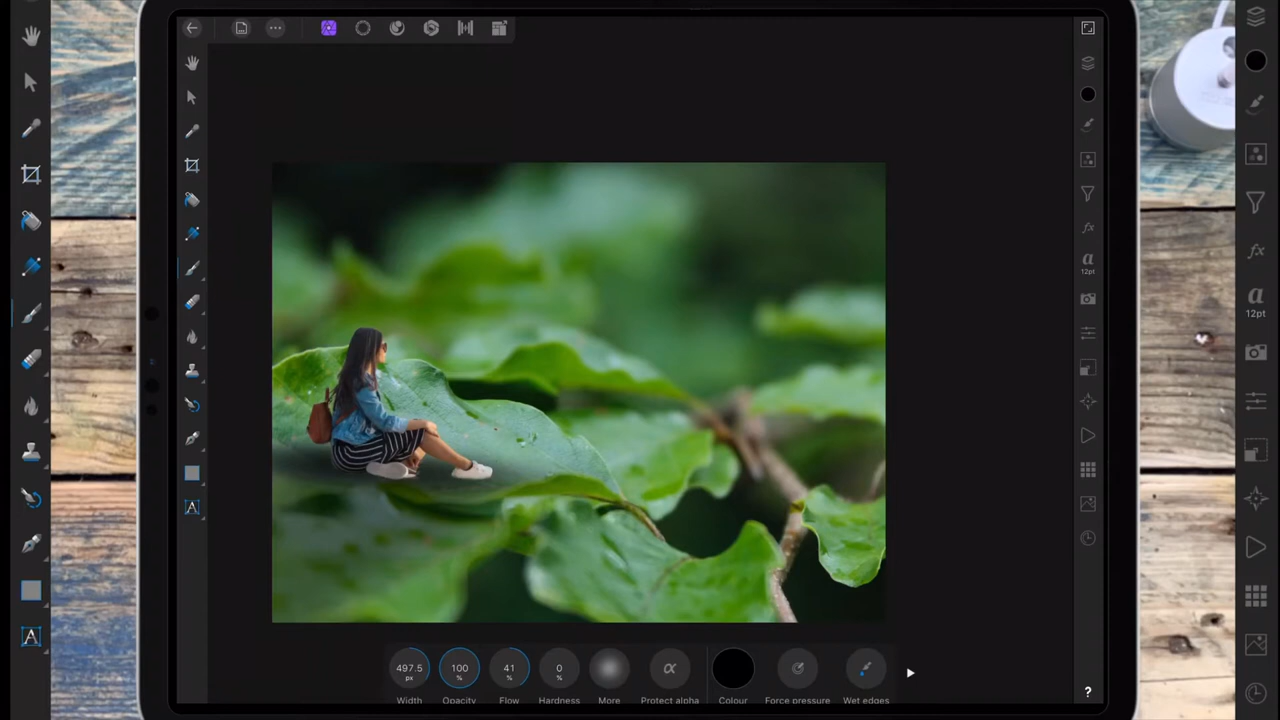 a
12pt
a
12pt
A
A
497.5
px
100
%
41
%
0
%
α
Width
Opacity
Flow
Hardness
More
Protect alpha
Colour
Force pressure
Wet edges
?